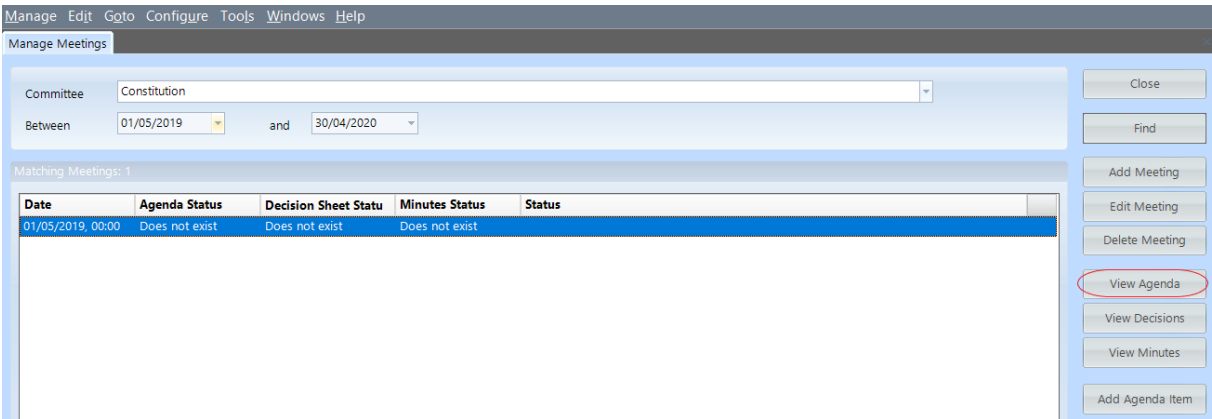 Manage Edit Goto Configure Tools Windows Help
Manage Meetings
Committee Constitution
Between 01/05/2019 and 30/04/2020
Matching Meetings: 1
Date Agenda Status Decision Sheet Statu Minutes Status Status
01/05/2019, 00:00 Does not exist Does not exist Does not exist
Close
Find
Add Meeting
Edit Meeting
Delete Meeting
View Agenda
View Decisions
View Minutes
Add Agenda Item